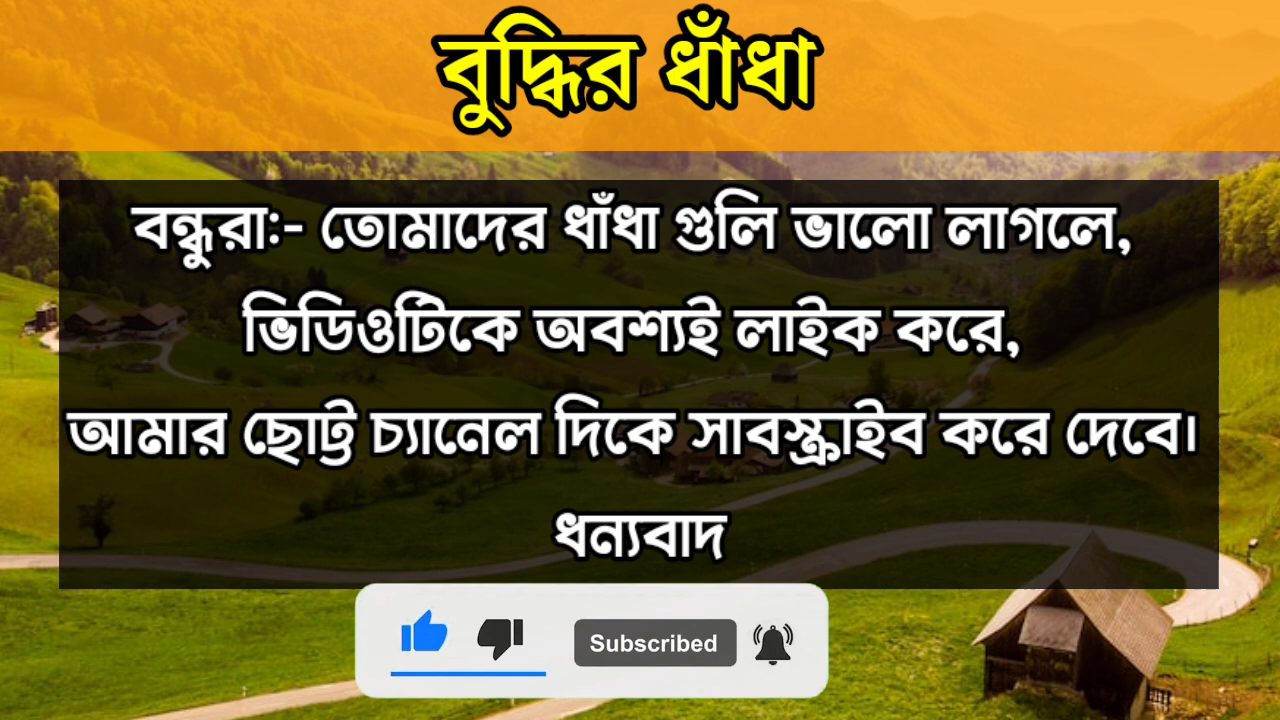 বুদ্ধির ধাঁধা
বন্ধুরাঃ- তোমাদের ধাঁধা গুলি ভালো লাগলে,
ভিডিওটিকে অবশ্যই লাইক করে,
আমার ছোট্ট চ্যানেল দিকে সাবস্ক্রাইব করে দেবে।
ধন্যবাদ
Subscribed